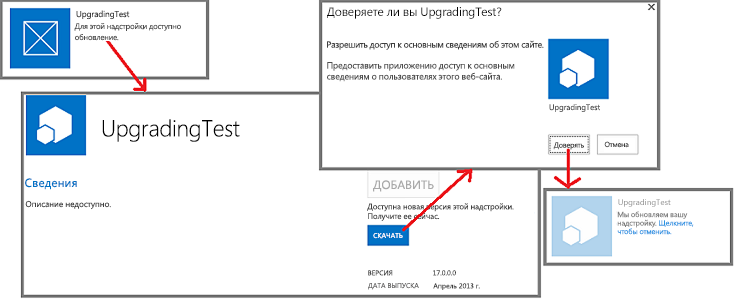 UpgradingTest
Для этой надстройки доступно
обновление.
UpgradingTest
Сведения
Описание недоступно.
ДОБАВИТЬ
Доступна новая версия этой надстройки.
Получите ее сейчас.
СКАЧАТЬ
ВЕРСИЯ 17.0.0.0
ДАТА ВЫПУСКА Апрель 2013 г.
Доверяете ли вы UpgradingTest?
Разрешить доступ к основным сведениям об этом сайте.
Предоставить приложению доступ к основным
сведениям о пользователях этого веб-сайта.
UpgradingTest
Доверять
Отмена
UpgradingTest
Мы обновляем вашу
надстройку. Щелкните,
чтобы отменить.